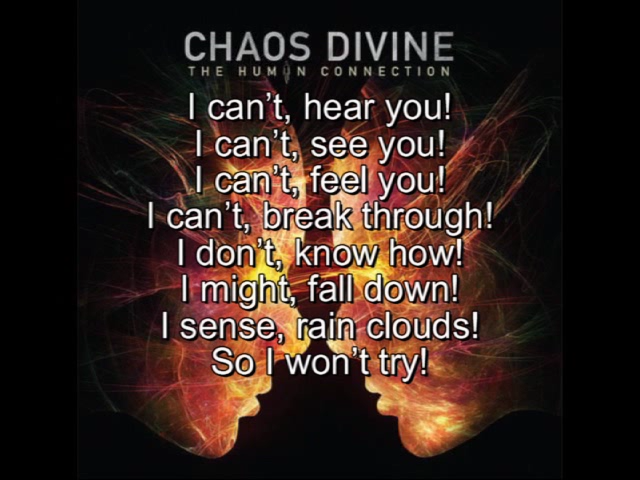 CHAOS DIVINE
THE HUMAN CONNECTION
I can't, hear you!
I can't, see you!
I can't, feel you!
I can't, break through!
I don't, know how!
I might, fall down!
I sense, rain clouds!
So I won't try!